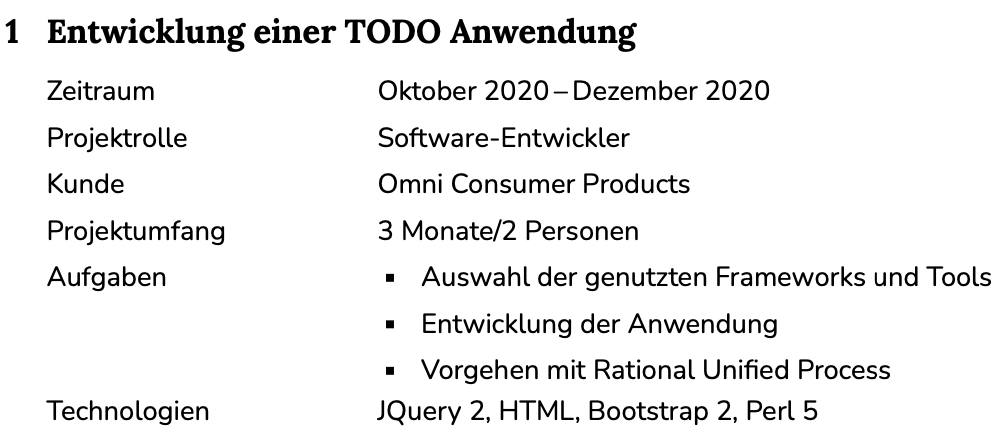 1 Entwicklung einer TODO Anwendung
Zeitraum Oktober 2020 – Dezember 2020
Projektrolle Software-Entwickler
Kunde Omni Consumer Products
Projektumfang 3 Monate/2 Personen
Aufgaben ▪ Auswahl der genutzten Frameworks und Tools
▪ Entwicklung der Anwendung
▪ Vorgehen mit Rational Unified Process
Technologien JQuery 2, HTML, Bootstrap 2, Perl 5